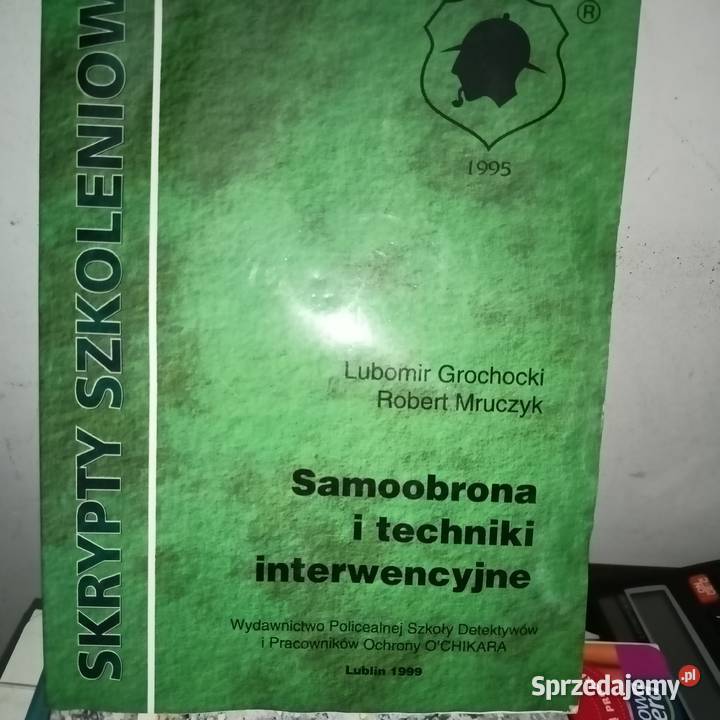 SKRYPTY SZKOLENIOW
®
1995
Lubomir Grochocki
Robert Mruczyk
Samoobrona
i techniki
interwencyjne
Wydawnictwo Policealnej Szkoły Detektywów
i Pracowników Ochrony O'CHIKARA
Lublin 1999
Sprzedajemy.pl